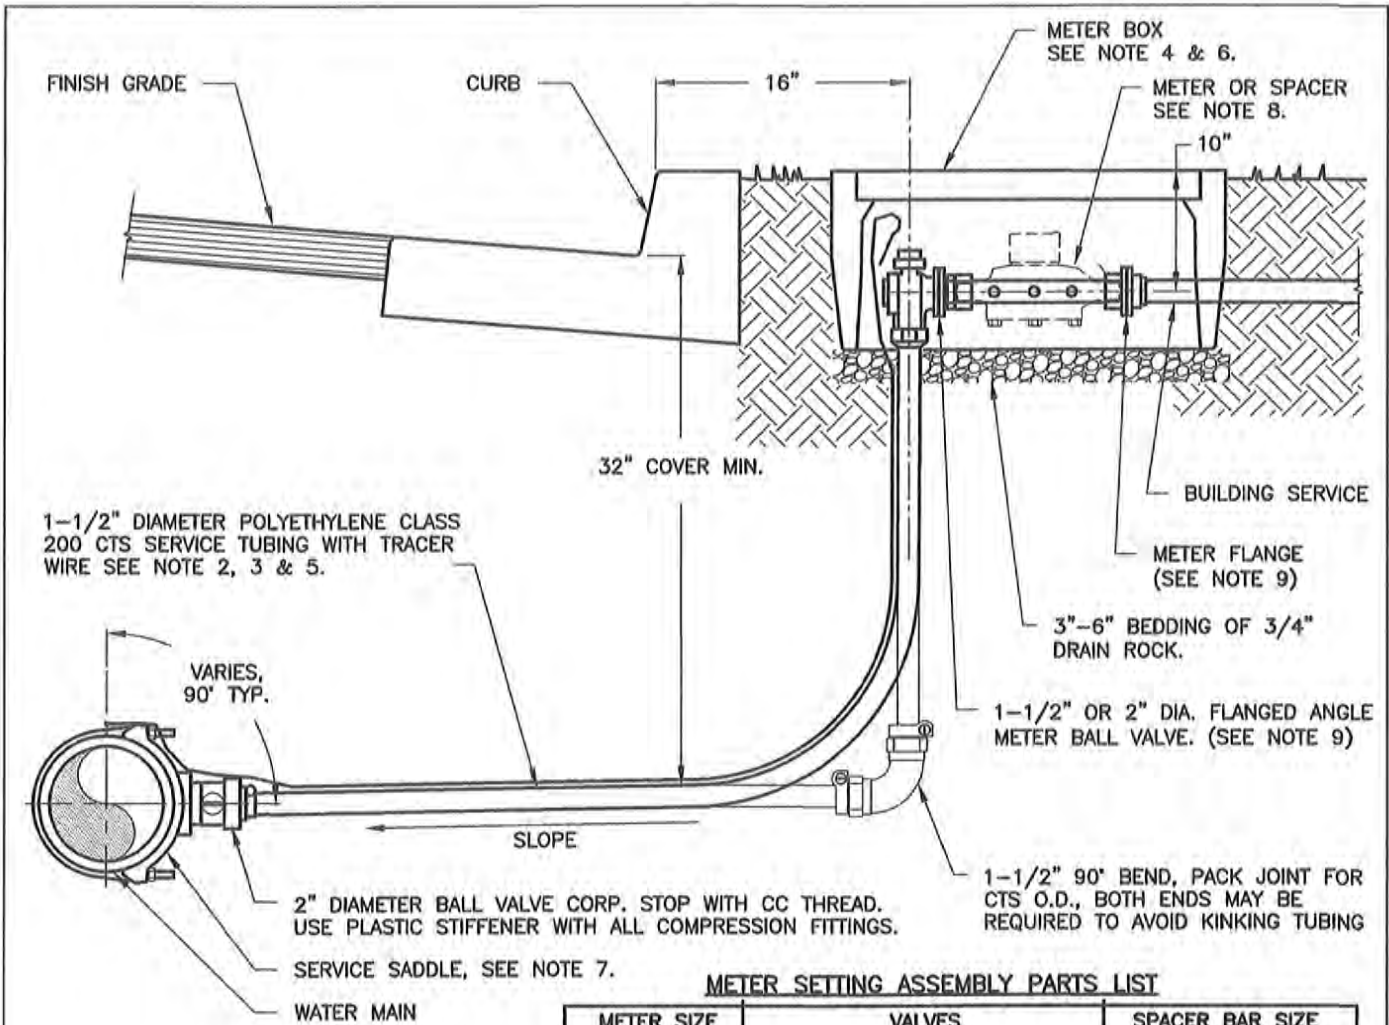 METER BOX
SEE NOTE 4 & 6.
FINISH GRADE
CURB
16"
METER OR SPACER
SEE NOTE 8.
10"
32" COVER MIN.
BUILDING SERVICE
1-1/2" DIAMETER POLYETHYLENE CLASS
200 CTS SERVICE TUBING WITH TRACER
WIRE SEE NOTE 2, 3 & 5.
METER FLANGE
(SEE NOTE 9)
3"-6" BEDDING OF 3/4"
DRAIN ROCK.
VARIES,
90° TYP.
1-1/2" OR 2" DIA. FLANGED ANGLE
METER BALL VALVE. (SEE NOTE 9)
SLOPE
1-1/2" 90° BEND, PACK JOINT FOR
CTS O.D., BOTH ENDS MAY BE
REQUIRED TO AVOID KINKING TUBING
2" DIAMETER BALL VALVE CORP. STOP WITH CC THREAD.
USE PLASTIC STIFFENER WITH ALL COMPRESSION FITTINGS.
SERVICE SADDLE, SEE NOTE 7.
WATER MAIN
METER SETTING ASSEMBLY PARTS LIST
METER SIZE VALVES SPACER BAR SIZE